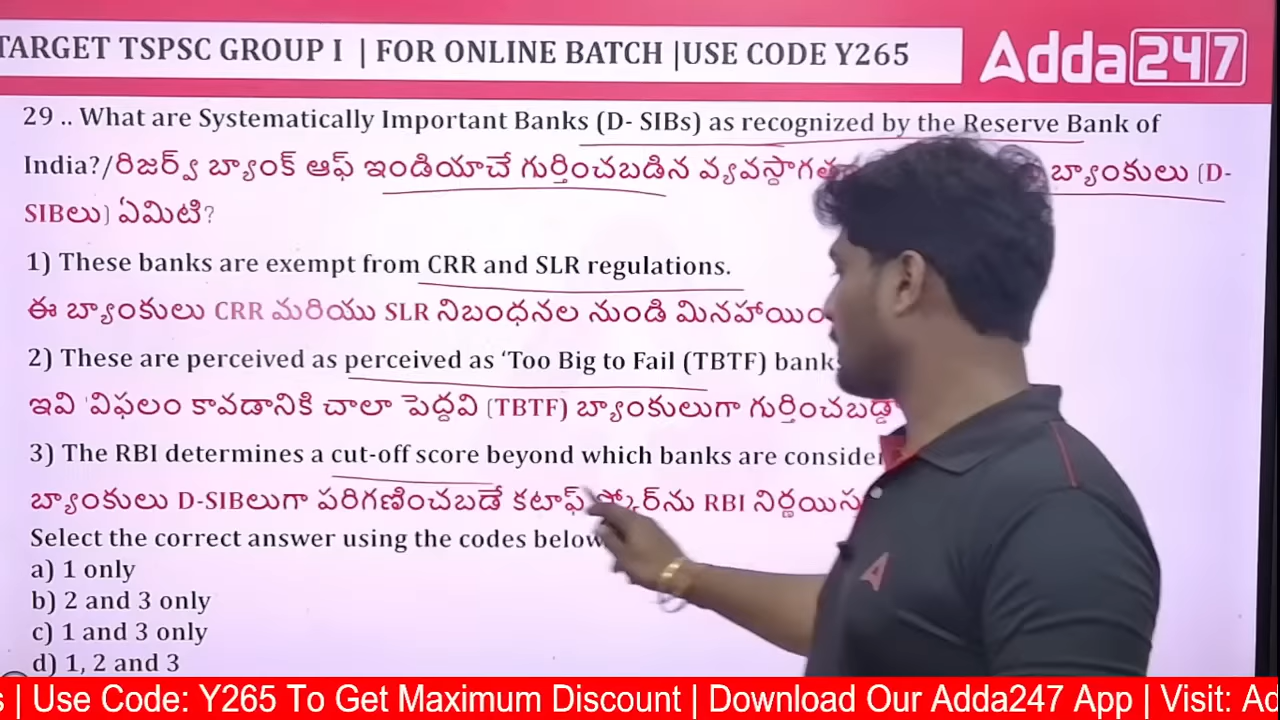 TARGET TSPSC GROUP I | FOR ONLINE BATCH |USE CODE Y265
Adda247
29 .. What are Systematically Important Banks (D- SIBs) as recognized by the Reserve Bank of
India?/రిజర్వ్ బ్యాంక్ ఆఫ్ ఇండియాచే గుర్తించబడిన బ్యాంకులు (D-
SIBలు) ఏమిటి?
1) These banks are exempt from CRR and SLR regulations.
ఈ బ్యాంకులు CRR మరియు SLR నిబంధనల నుండి
2) These are perceived as perceived as 'Too Big to Fail (TBTF)
ఇవి 'విఫలం కావడానికి చాలా పెద్దవి (TBTF) బ్యాంకులుగా
3) The RBI determines a cut-off score beyond which banks are
బ్యాంకులు D-SIBలుగా పరిగణించబడే కటాఫ్ RBI
Select the correct answer using the codes below
a) 1 only
b) 2 and 3 only
c) 1 and 3 only
d) 1, 2 and 3
| Use Code: Y265 To Get Maximum Discount | Download Our Adda247 App | Visit: